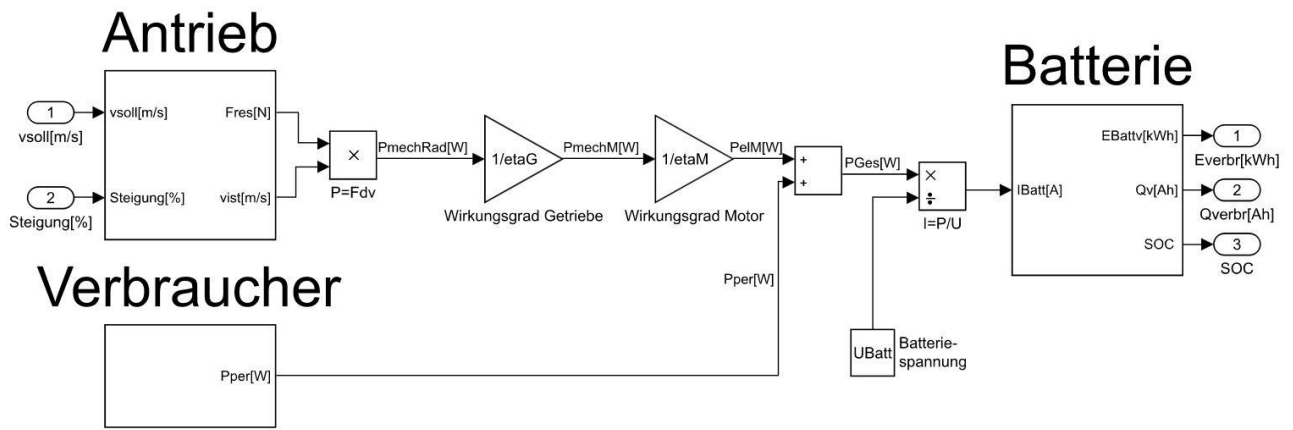 Antrieb
1
vsoll[m/s]
2
Steigung[%]
vsoll[m/s]
Fres[N]
Steigung[%]
vist[m/s]
×
P=Fdv
PmechRad[W]
1/etaG
Wirkungsgrad Getriebe
PmechM[W]
1/etaM
Wirkungsgrad Motor
PelM[W]
+
+
PGes[W]
×
÷
I=P/U
Batterie
IBatt[A]
EBattv[kWh]
Qv[Ah]
SOC
1
Everbr[kWh]
2
Qverbr[Ah]
3
SOC
Verbraucher
Pper[W]
Pper[W]
UBatt
Batterie-
spannung